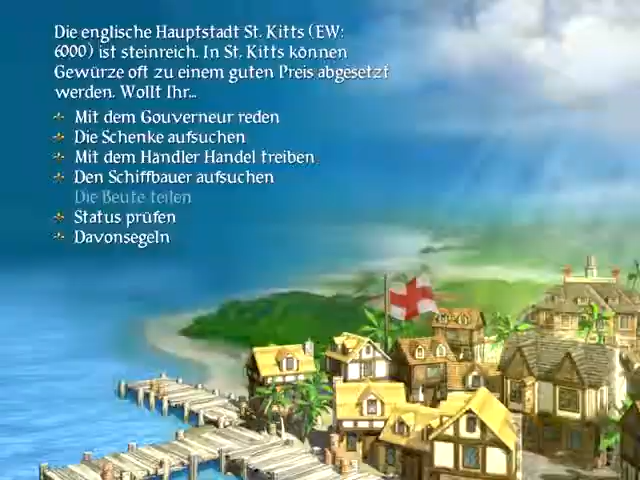 Die englische Hauptstadt St. Kitts (EW:
6000) ist steinreich. In St. Kitts können
Gewürze oft zu einem guten Preis abgesetzt
werden. Wollt Ihr...
Mit dem Gouverneur reden
Die Schenke aufsuchen
Mit dem Händler Handel treiben
Den Schiffbauer aufsuchen
Die Beute teilen
Status prüfen
Davonsegeln